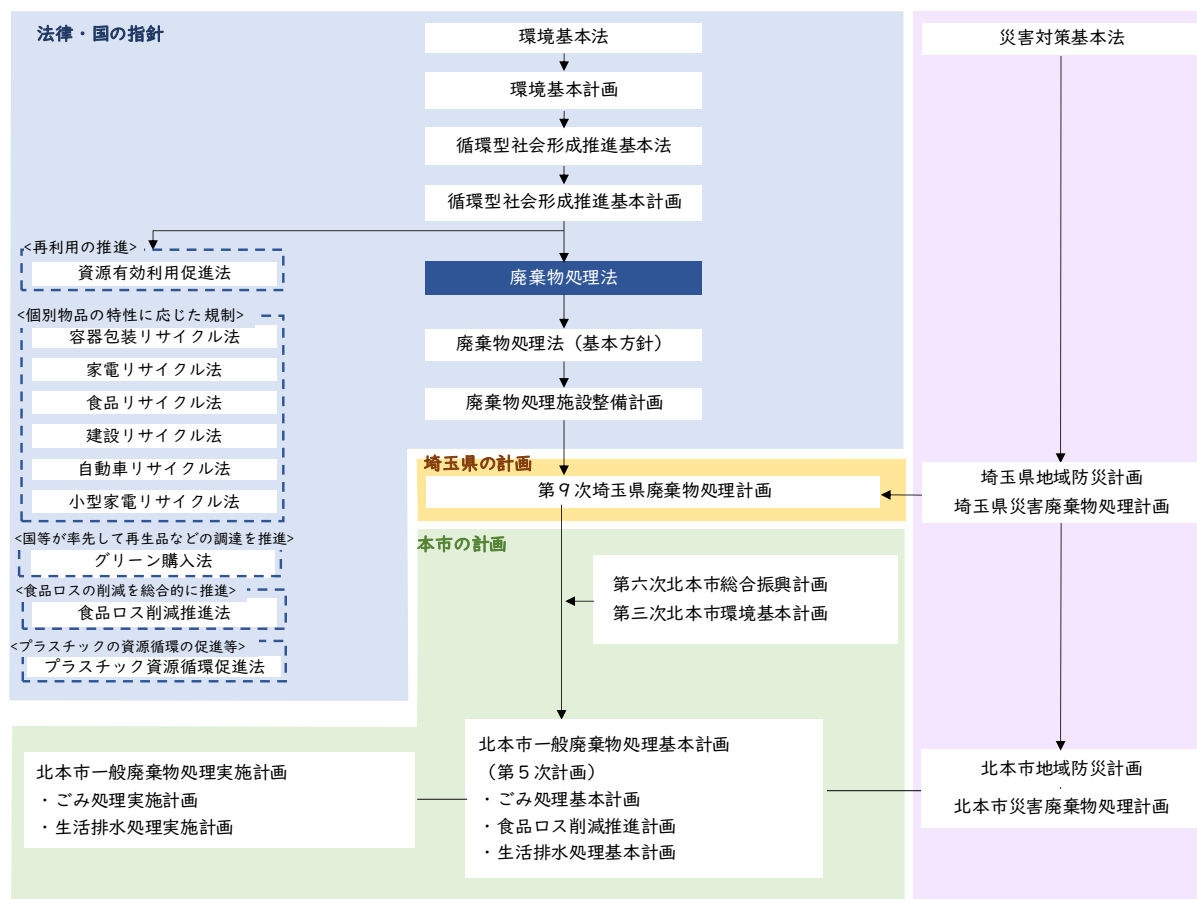 法律・国の指針
環境基本法
環境基本計画
循環型社会形成推進基本法
循環型社会形成推進基本計画
<再利用の推進>
資源有効利用促進法
廃棄物処理法
<個別物品の特性に応じた規制>
容器包装リサイクル法
家電リサイクル法
食品リサイクル法
建設リサイクル法
自動車リサイクル法
小型家電リサイクル法
廃棄物処理法（基本方針）
廃棄物処理施設整備計画
<国等が率先して再生品などの調達を推進>
グリーン購入法
<食品ロスの削減を総合的に推進>
食品ロス削減推進法
<プラスチックの資源循環の促進等>
プラスチック資源循環促進法
埼玉県の計画
第９次埼玉県廃棄物処理計画
本市の計画
第六次北本市総合振興計画
第三次北本市環境基本計画
北本市一般廃棄物処理基本計画
（第５次計画）
・ごみ処理基本計画
・食品ロス削減推進計画
・生活排水処理基本計画
北本市一般廃棄物処理実施計画
・ごみ処理実施計画
・生活排水処理実施計画
災害対策基本法
埼玉県地域防災計画
埼玉県災害廃棄物処理計画
北本市地域防災計画
・
北本市災害廃棄物処理計画